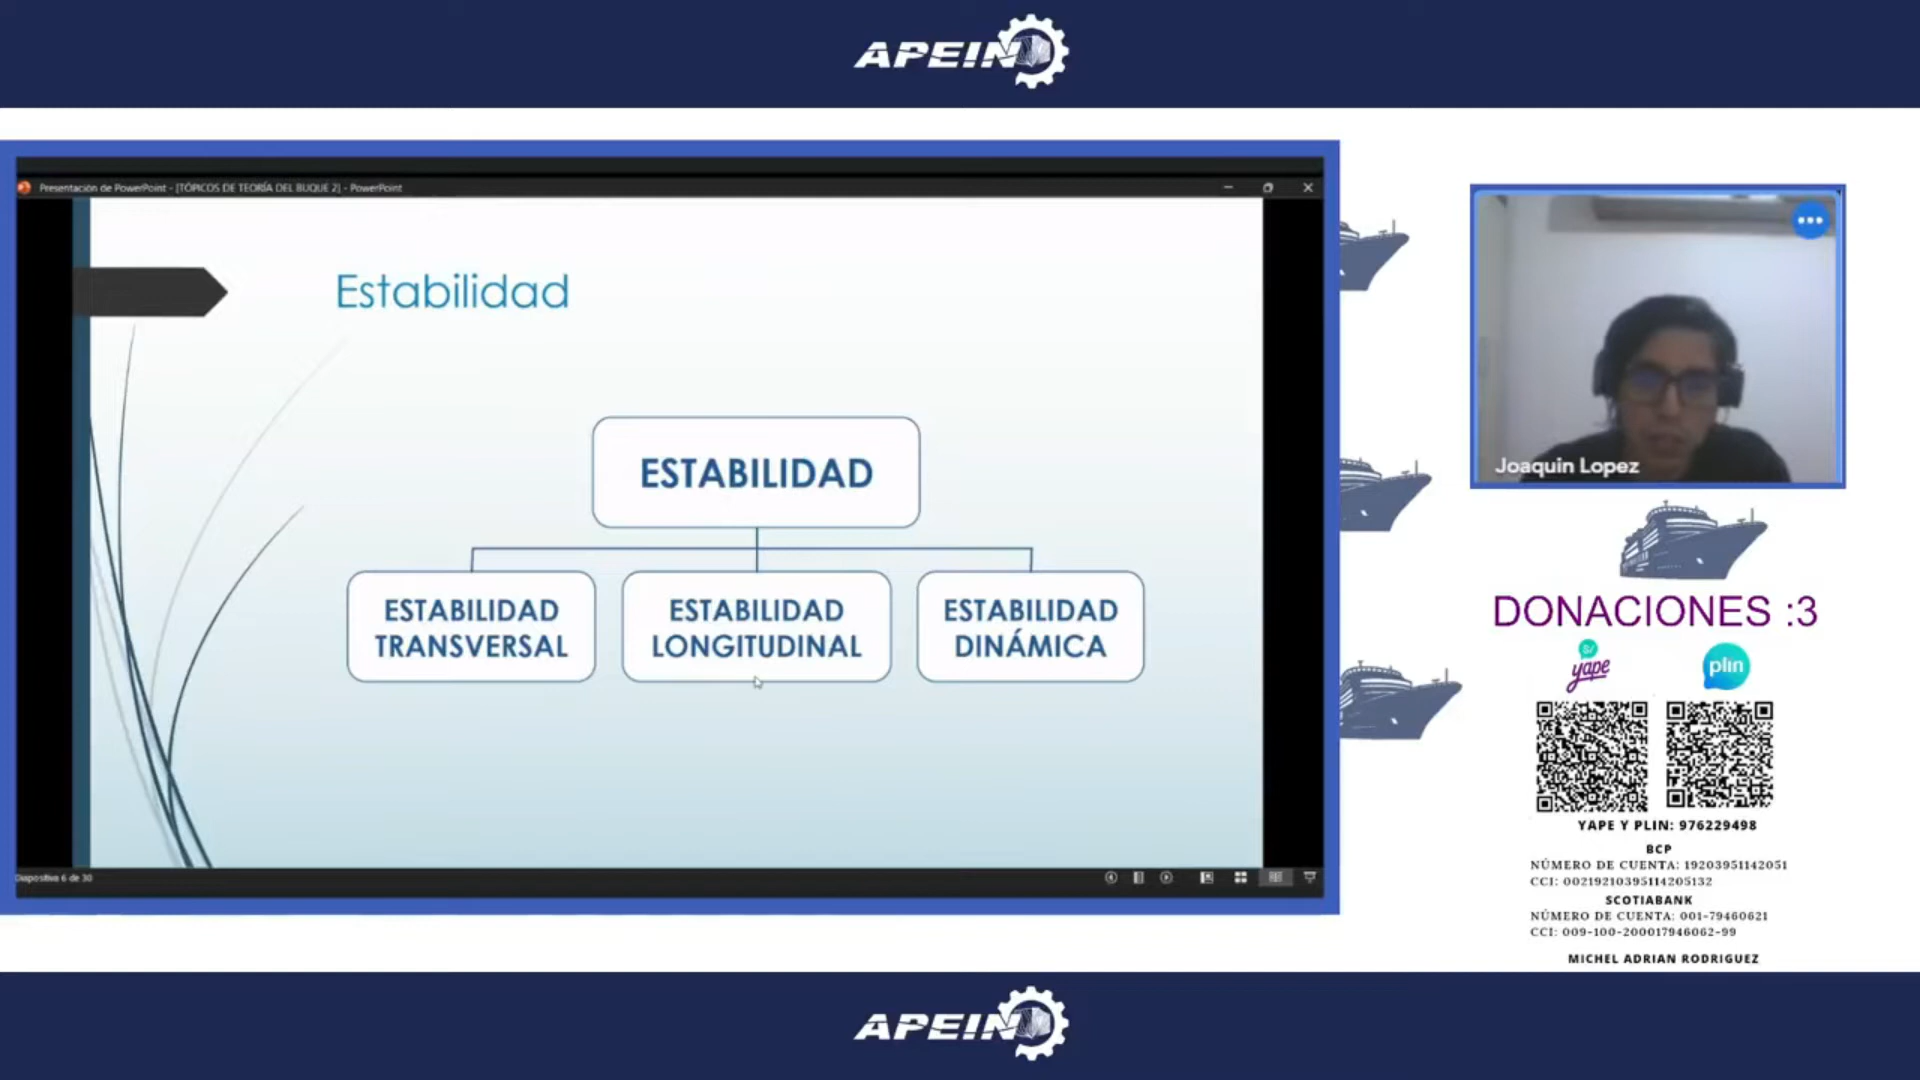 APEIN
Presentación de PowerPoint - [TÓPICOS DE TEORÍA DEL BUQUE 2] - PowerPoint
Estabilidad
ESTABILIDAD
ESTABILIDAD
TRANSVERSAL
ESTABILIDAD
LONGITUDINAL
ESTABILIDAD
DINÁMICA
Diapositiva 6 de 30
Joaquin Lopez
DONACIONES :3
S/
yape
plin
YAPE Y PLIN: 976229498
BCP
NÚMERO DE CUENTA: 19203951142051
CCI: 00219210395114205132
SCOTIABANK
NÚMERO DE CUENTA: 001-79460621
CCI: 009-100-200017946062-99
MICHEL ADRIAN RODRIGUEZ
APEIN